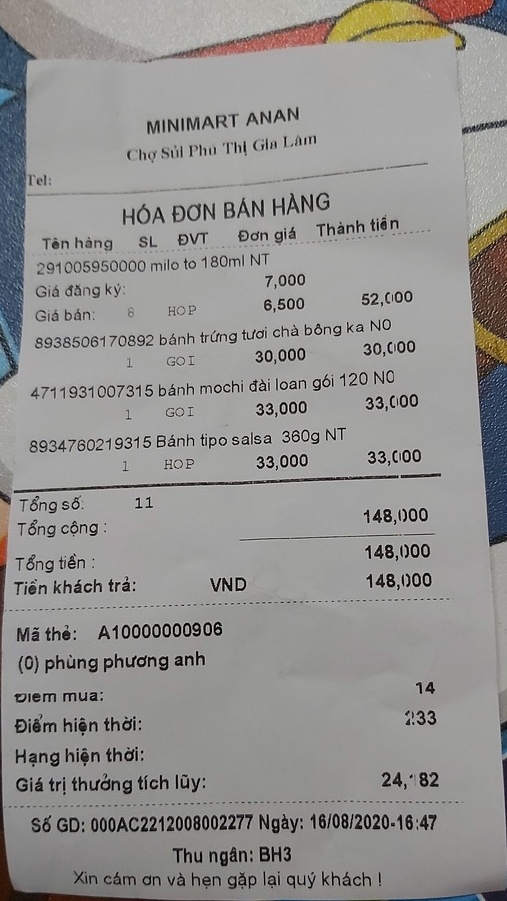 MINIMART ANAN
Chợ Sủi Phú Thị Gia Lâm
Tel:
HÓA ĐƠN BÁN HÀNG
Tên hàng SL ĐVT Đơn giá Thành tiền
291005950000 milo to 180ml NT
Giá đăng ký: 7,000
Giá bán: 8 HOP 6,500 52,000
8938506170892 bánh trứng tươi chà bông ka NO
1 GOI 30,000 30,000
4711931007315 bánh mochi đài loan gói 120 NO
1 GOI 33,000 33,000
8934760219315 Bánh tipo salsa 360g NT
1 HOP 33,000 33,000
Tổng số: 11
Tổng cộng : 148,000
Tổng tiền : 148,000
Tiền khách trả: VND 148,000
Mã thẻ: A10000000906
(0) phùng phương anh
Điểm mua: 14
Điểm hiện thời: 233
Hạng hiện thời:
Giá trị thưởng tích lũy:
Số GD: 000AC2212008002277 Ngày: 16/08/2020-16:47
Thu ngân: BH3
Xin cám ơn và hẹn gặp lại quý khách !